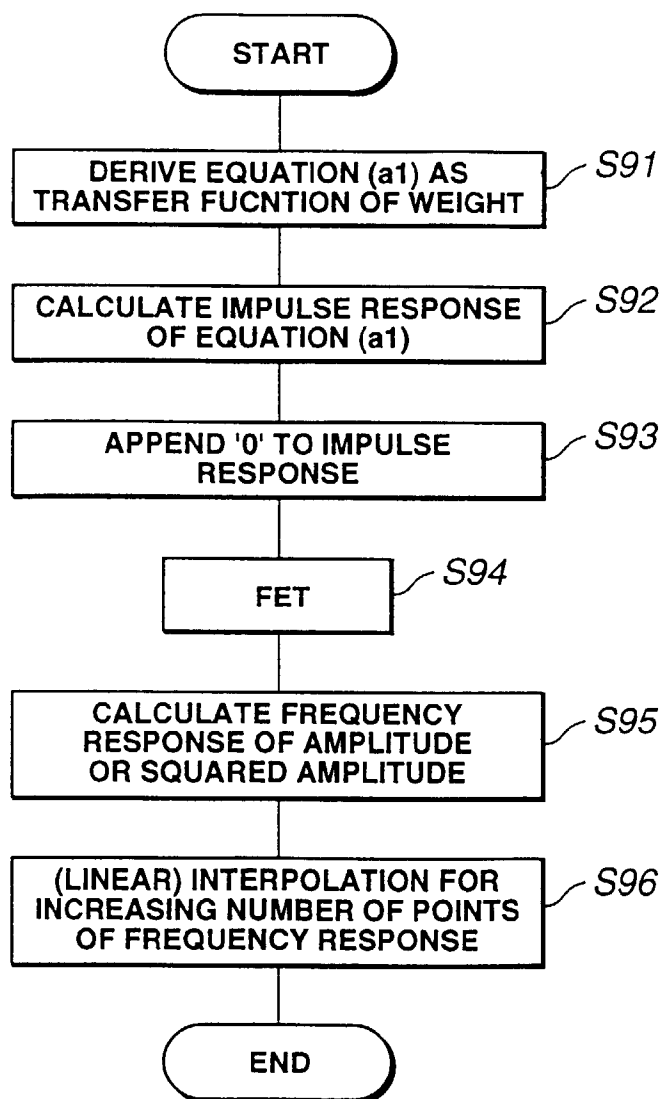 START
DERIVE EQUATION (a1) AS
TRANSFER FUCNTION OF WEIGHT
S91
CALCULATE IMPULSE RESPONSE
OF EQUATION (a1)
S92
APPEND '0' TO IMPULSE
RESPONSE
S93
FET
S94
CALCULATE FREQUENCY
RESPONSE OF AMPLITUDE
OR SQUARED AMPLITUDE
S95
(LINEAR) INTERPOLATION FOR
INCREASING NUMBER OF POINTS
OF FREQUENCY RESPONSE
S96
END